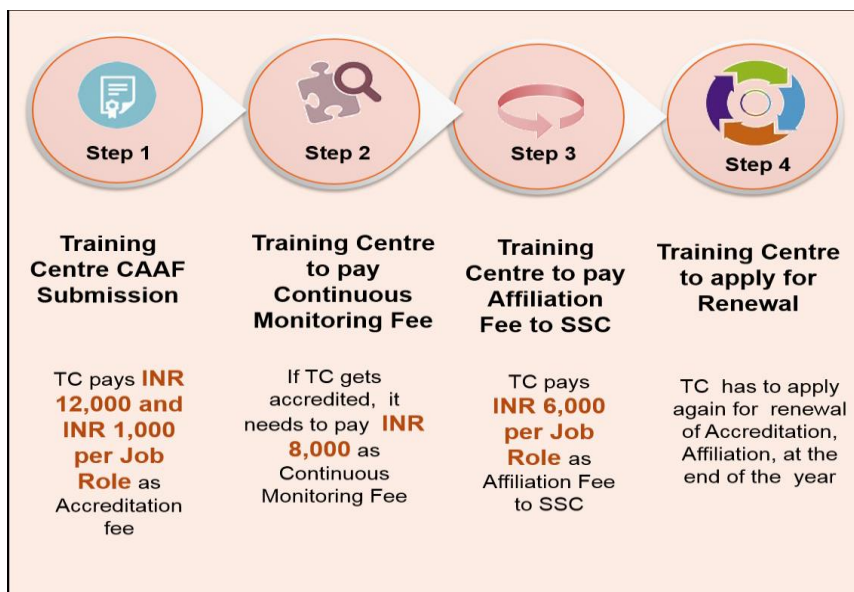 Step 1
Step 2
Step 3
Step 4
Training
Centre CAAF
Submission
TC pays INR
12,000 and
INR 1,000
per Job
Role as
Accreditation
fee
Training Centre
to pay
Continuous
Monitoring Fee
If TC gets
accredited, it
needs to pay INR
8,000 as
Continuous
Monitoring Fee
Training
Centre to pay
Affiliation
Fee to SSC
TC pays
INR 6,000
per Job
Role as
Affiliation Fee
to SSC
Training Centre
to apply for
Renewal
TC has to apply
again for renewal
of Accreditation,
Affiliation, at the
end of the year